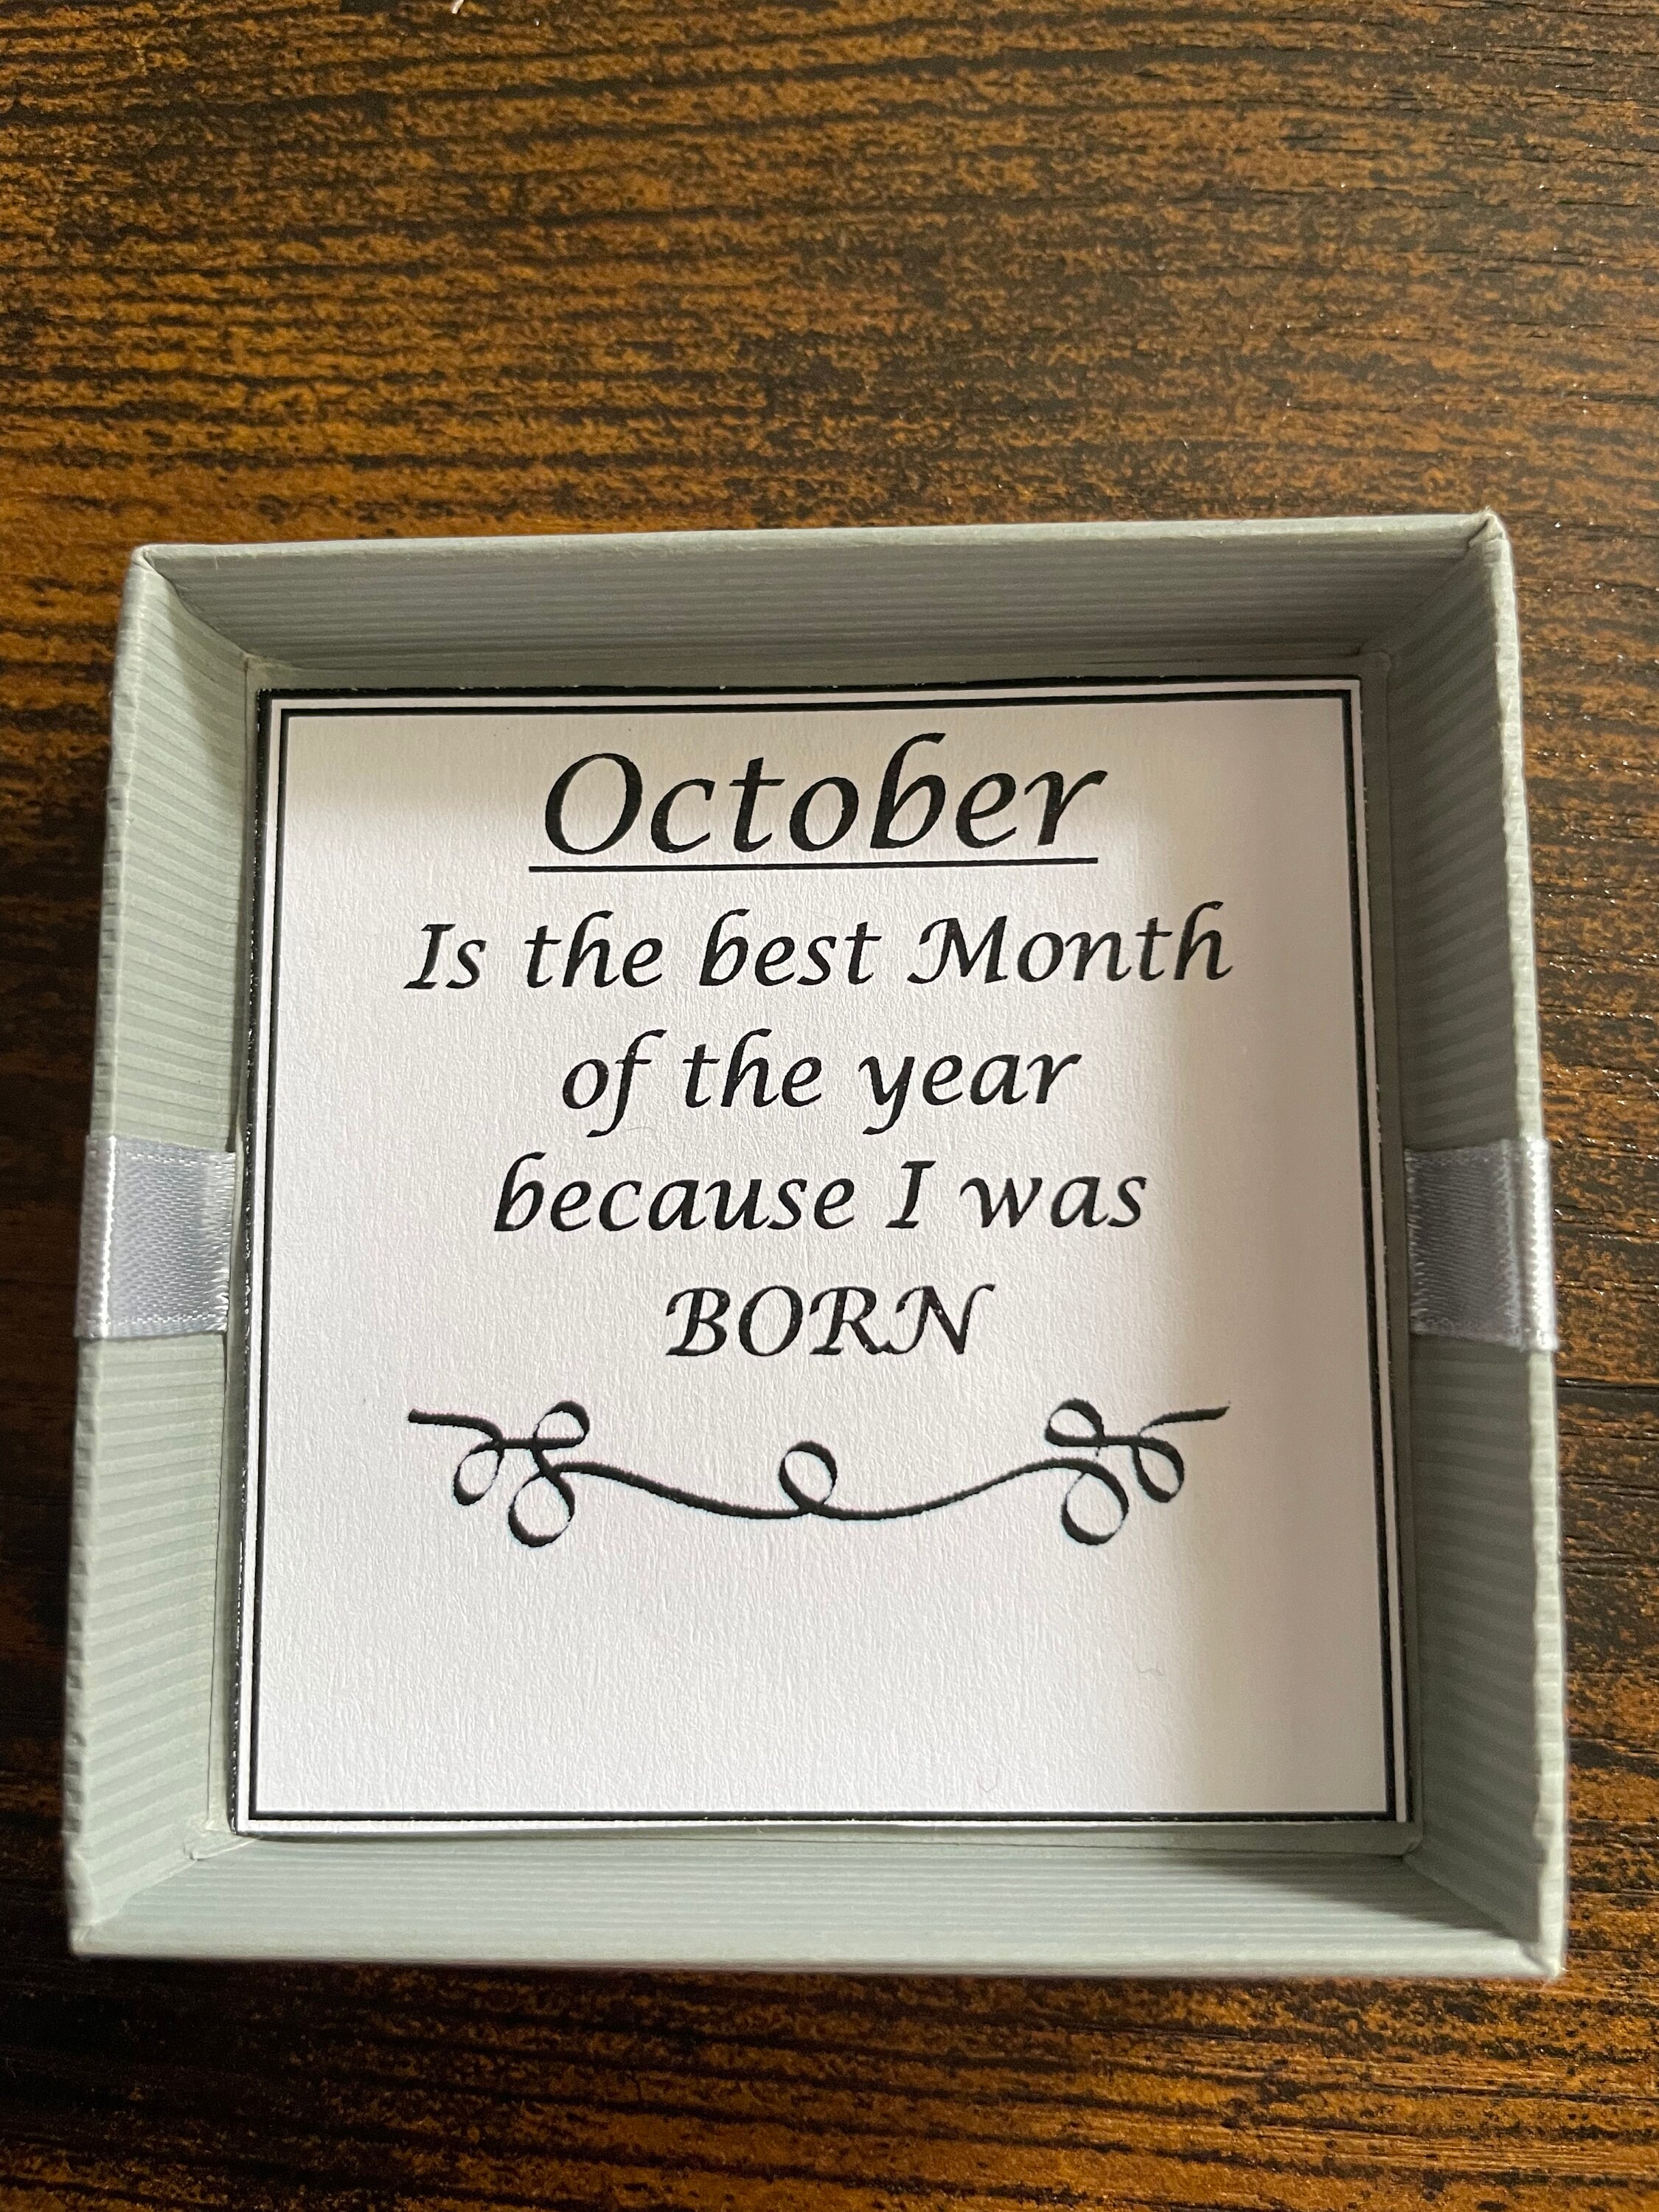 October
Is the best Month
of the year
because I was
BORN